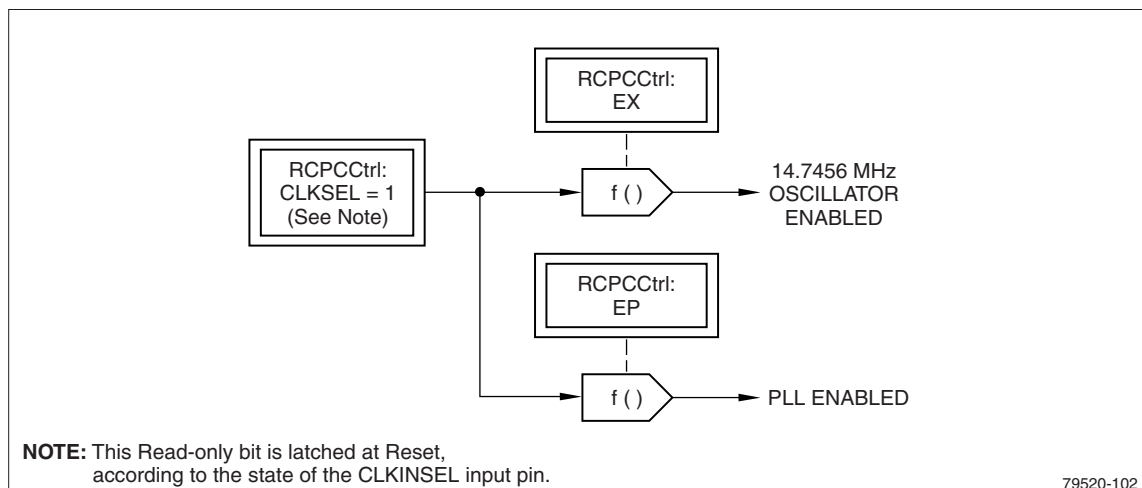 RCPCCtrl:
EX
RCPCCtrl:
CLKSEL = 1
(See Note)
f ( )
14.7456 MHz
OSCILLATOR
ENABLED
RCPCCtrl:
EP
f ( )
PLL ENABLED
NOTE: This Read-only bit is latched at Reset,
according to the state of the CLKINSEL input pin.
79520-102